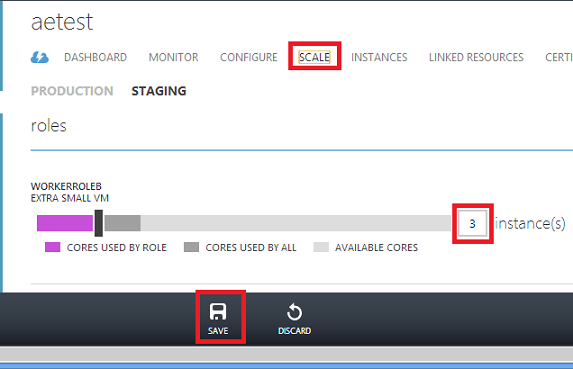 aetest
DASHBOARD MONITOR CONFIGURE SCALE INSTANCES LINKED RESOURCES CERTI
PRODUCTION STAGING
roles
WORKERROLEB
EXTRA SMALL VM
3 instance(s)
CORES USED BY ROLE CORES USED BY ALL AVAILABLE CORES
SAVE DISCARD